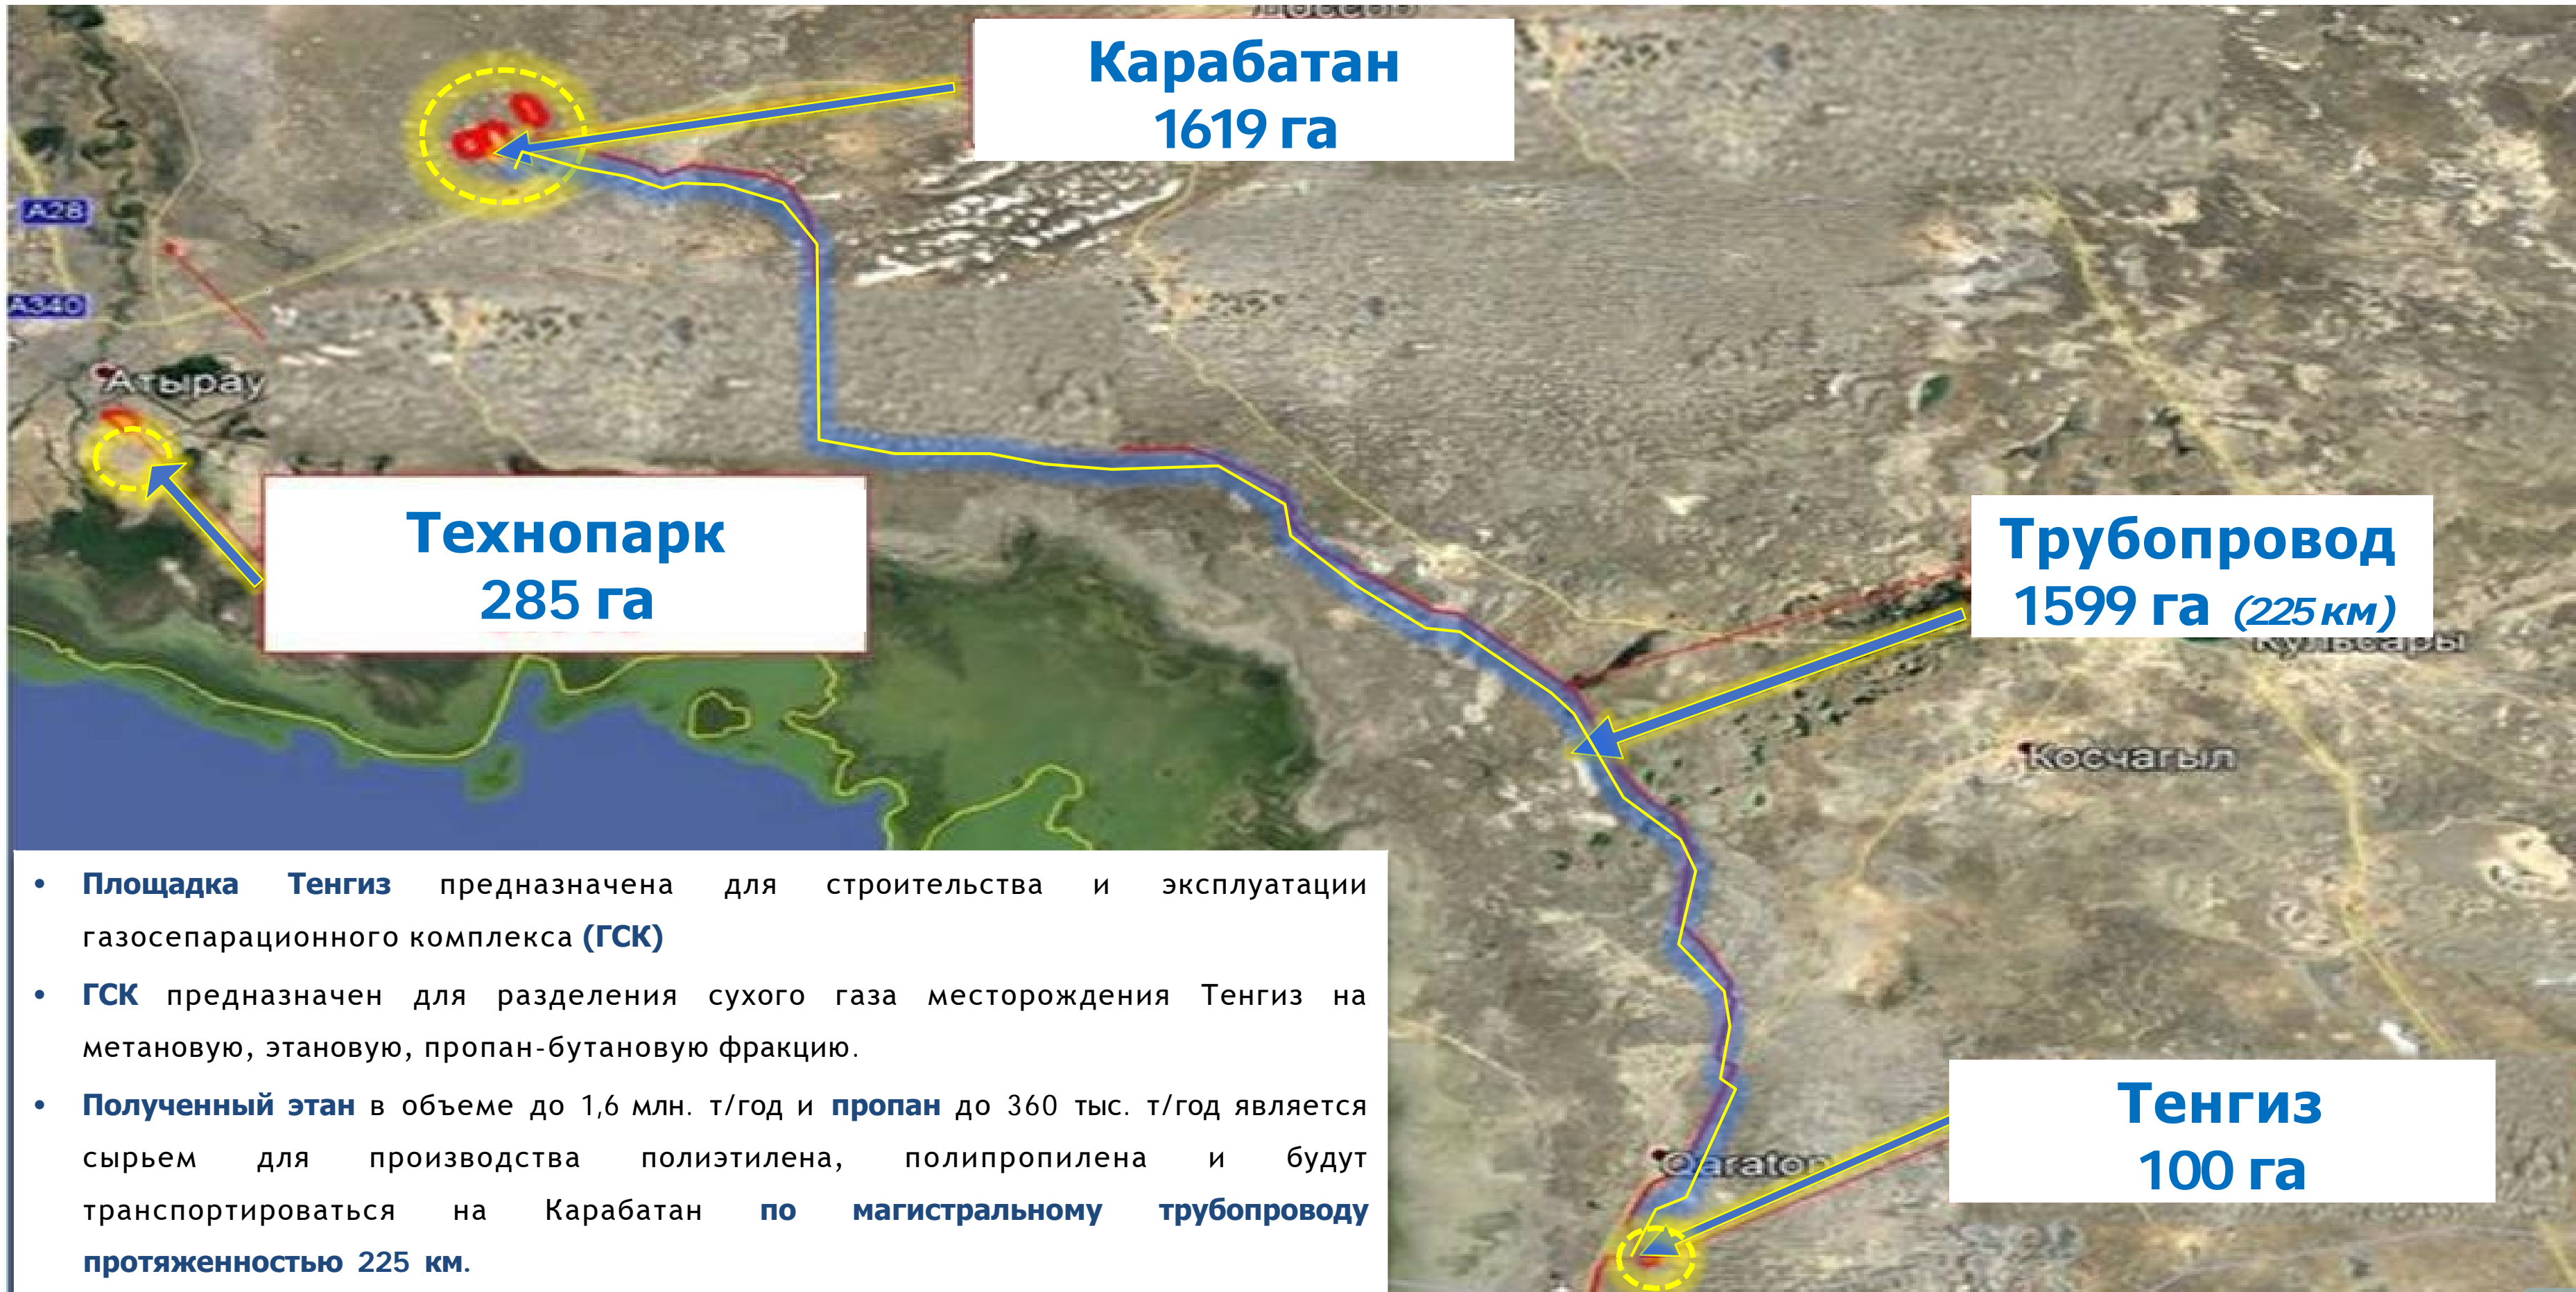 Карабатан
1619 га
A28
A340
Атырау
Технопарк
285 га
Трубопровод
1599 га (225 км)
Кульсары
Косчагыл
• Площадка Тенгиз предназначена для строительства и эксплуатации
газосепарационного комплекса (ГСК)
• ГСК предназначен для разделения сухого газа месторождения Тенгиз на
метановую, этановую, пропан-бутановую фракцию.
• Полученный этан в объеме до 1,6 млн. т/год и пропан до 360 тыс. т/год является
сырьем для производства полиэтилена, полипропилена и будут
транспортироваться на Карабатан по магистральному трубопроводу
протяженностью 225 км.
Qaraton
Тенгиз
100 га